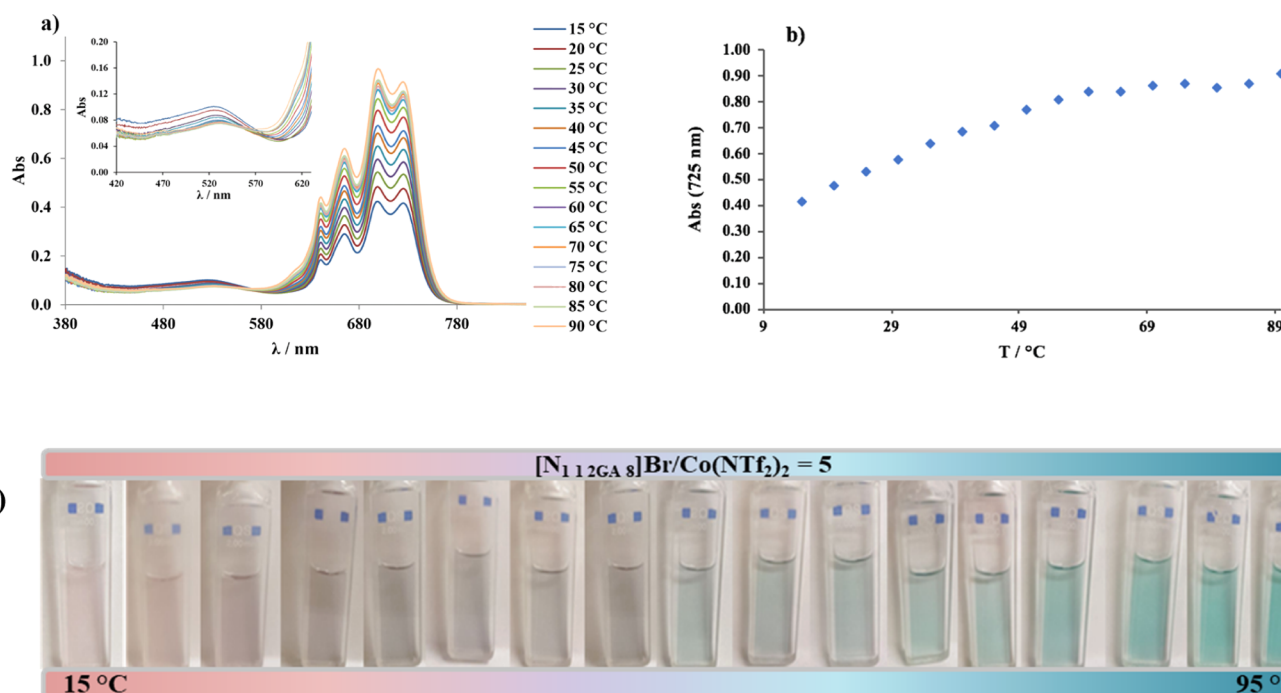 a)
0.20
0.16
0.12
0.08
0.04
0.00
Abs
420 470 520 570 620
λ / nm
1.0
0.8
0.6
0.4
0.2
0.0
Abs
380 480 580 680 780
λ / nm
15 °C
20 °C
25 °C
30 °C
35 °C
40 °C
45 °C
50 °C
55 °C
60 °C
65 °C
70 °C
75 °C
80 °C
85 °C
90 °C
b)
1.00
0.90
0.80
0.70
0.60
0.50
0.40
0.30
0.20
0.10
0.00
Abs (725 nm)
9 29 49 69 89
T / °C
)
[N1 1 2GA 8]Br/Co(NTf2)2 = 5
15 °C 95 °